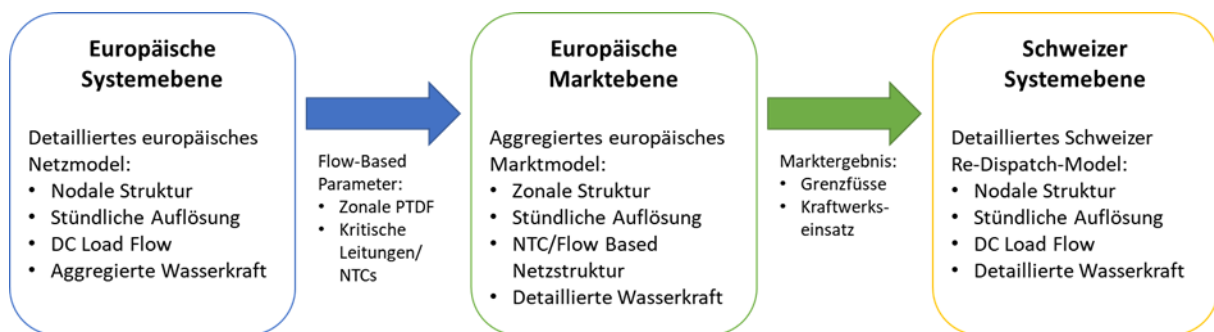 Europäische
Systemebene
Detailliertes europäisches
Netzmodel:
• Nodale Struktur
• Stündliche Auflösung
• DC Load Flow
• Aggregierte Wasserkraft
Flow-Based
Parameter:
• Zonale PTDF
• Kritische
Leitungen/
NTCs
Europäische
Marktebene
Aggregiertes europäisches
Marktmodel:
• Zonale Struktur
• Stündliche Auflösung
• NTC/Flow Based
Netzstruktur
• Detaillierte Wasserkraft
Marktergebnis:
• Grenzfüsse
• Kraftwerks-
einsatz
Schweizer
Systemebene
Detailliertes Schweizer
Re-Dispatch-Model:
• Nodale Struktur
• Stündliche Auflösung
• DC Load Flow
• Detaillierte Wasserkraft